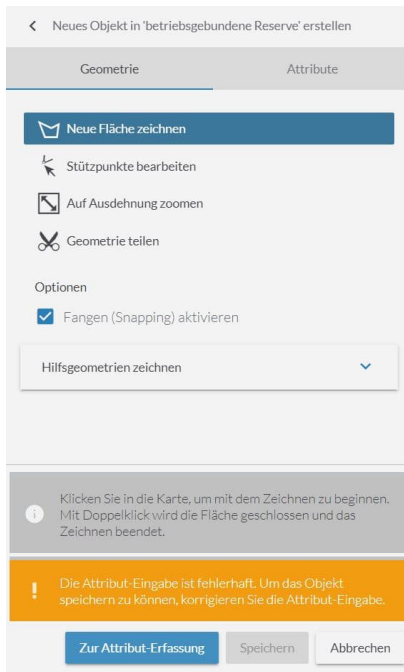 Neues Objekt in 'betriebsgebundene Reserve' erstellen
Geometrie Attribute
Neue Fläche zeichnen
Stützpunkte bearbeiten
Auf Ausdehnung zoomen
Geometrie teilen
Optionen
Fangen (Snapping) aktivieren
Hilfsgeometrien zeichnen
Klicken Sie in die Karte, um mit dem Zeichnen zu beginnen.
Mit Doppelklick wird die Fläche geschlossen und das
Zeichnen beendet.
Die Attribut-Eingabe ist fehlerhaft. Um das Objekt
speichern zu können, korrigieren Sie die Attribut-Eingabe.
Zur Attribut-Erfassung Speichern Abbrechen